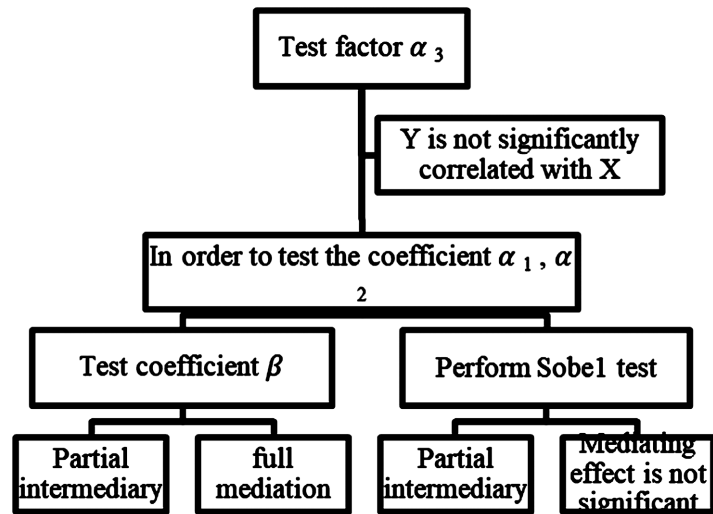 Test factor α 3
Y is not significantly
correlated with X
In order to test the coefficient α 1 , α
2
Test coefficient β
Perform Sobe1 test
Partial
intermediary
full
mediation
Partial
intermediary
Mediating
effect is not
significant